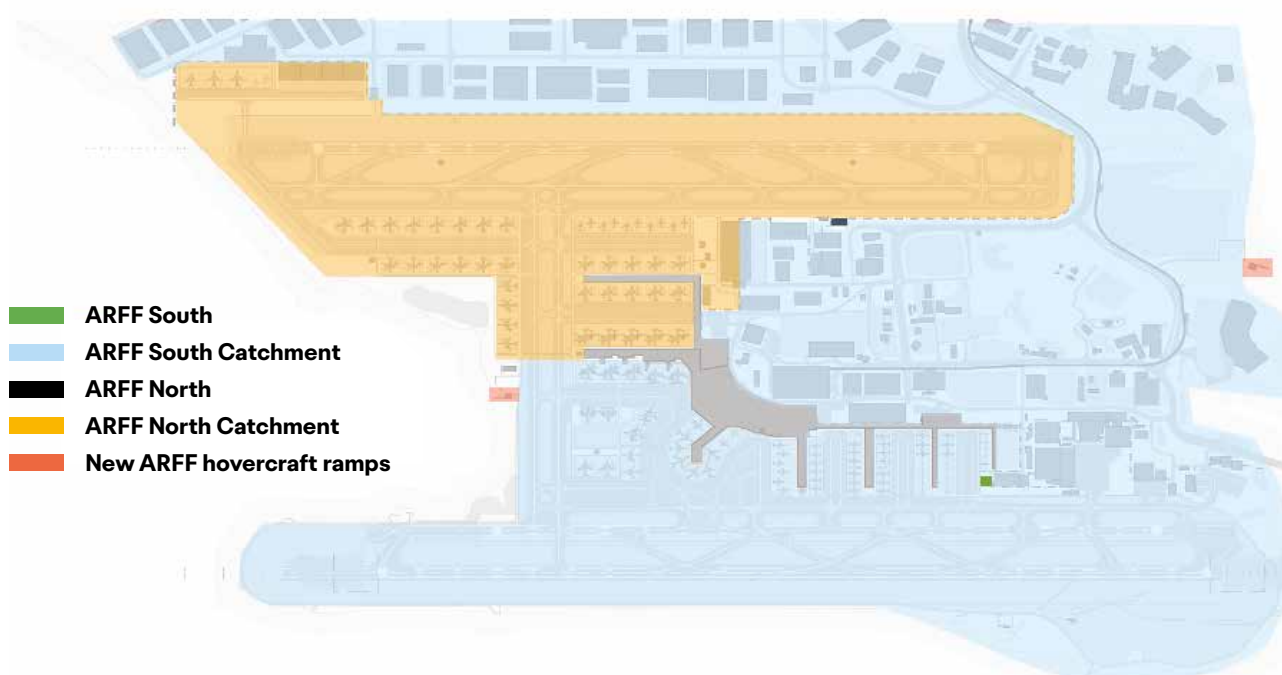 ARFF South
ARFF South Catchment
ARFF North
ARFF North Catchment
New ARFF hovercraft ramps